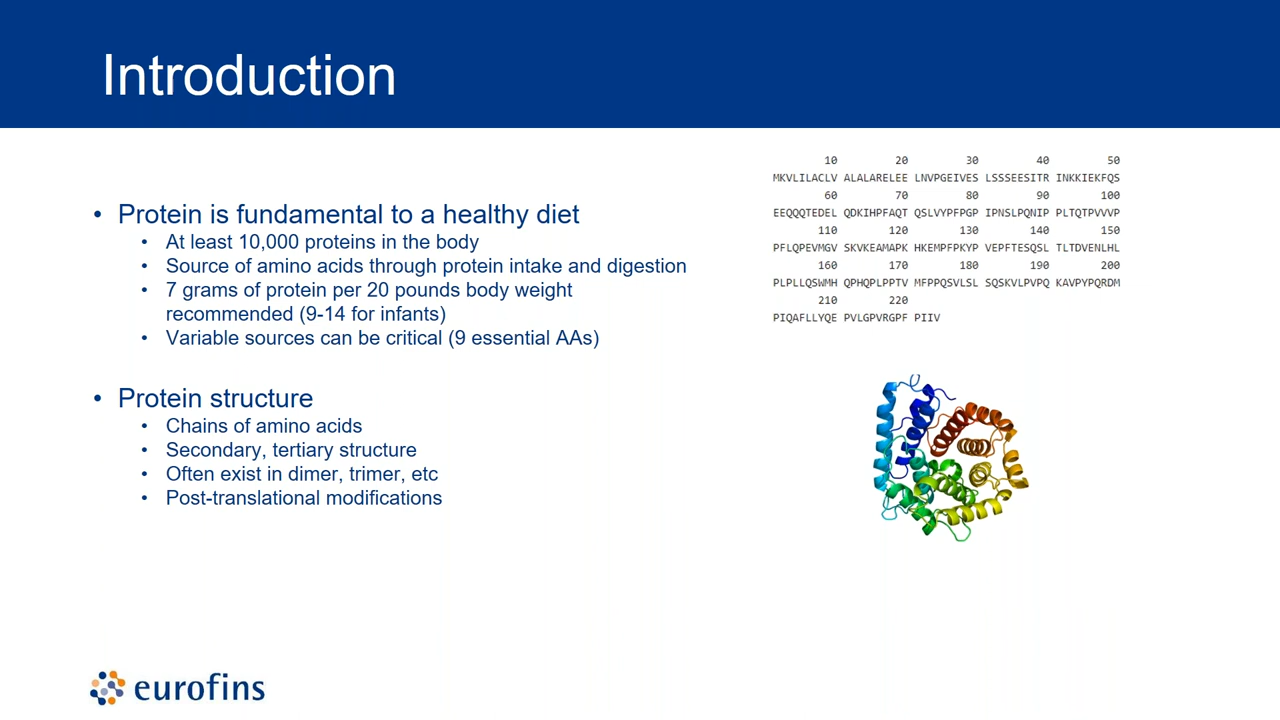 Introduction
• Protein is fundamental to a healthy diet
• At least 10,000 proteins in the body
• Source of amino acids through protein intake and digestion
• 7 grams of protein per 20 pounds body weight
recommended (9-14 for infants)
• Variable sources can be critical (9 essential AAs)
• Protein structure
• Chains of amino acids
• Secondary, tertiary structure
• Often exist in dimer, trimer, etc
• Post-translational modifications
10 20 30 40 50
MKVLILACLV ALALARELEE LNVPGEIVES LSSSEESITR INKKIEKFQS
60 70 80 90 100
EEQQQTEDEL QDKIHPFAQT QSLVYPFPGP IPNSLPQNIP PLTQTPVVVP
110 120 130 140 150
PFLQPEVMGV SKVKEAMAPK HKEMPFPKYP VEPFTESQSL TLTDVENLHL
160 170 180 190 200
PLPLLQSWMH QPHQPLPPTV MFPPQSVLSL SQSKVLPVPQ KAVPYPQRDM
210 220
PIQAFLLYQE PVLGPVRGPF PIIV
eurofins